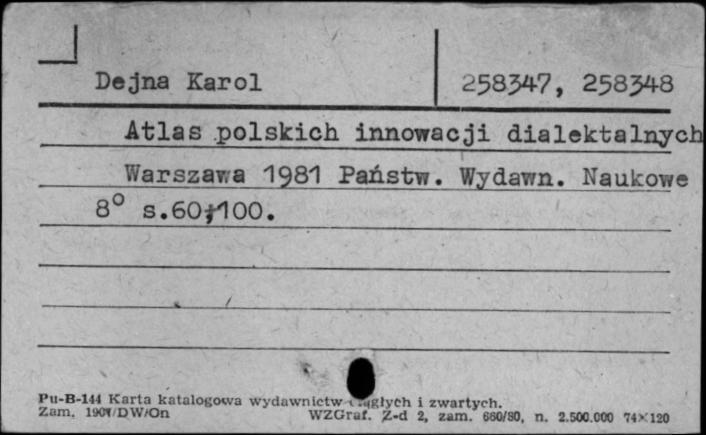 Dejna Karol 258347, 258348
Atlas polskich innowacji dialektalnych
Warszawa 1981 Państw. Wydawn. Naukowe
8° s.60+100.
Pu-B-144 Karta katalogowa wydawnictw ciągłych i zwartych.
Zam. DW/On WZGraf. Z-d 2, zam. 660/80, n. 2.500.000 74×120